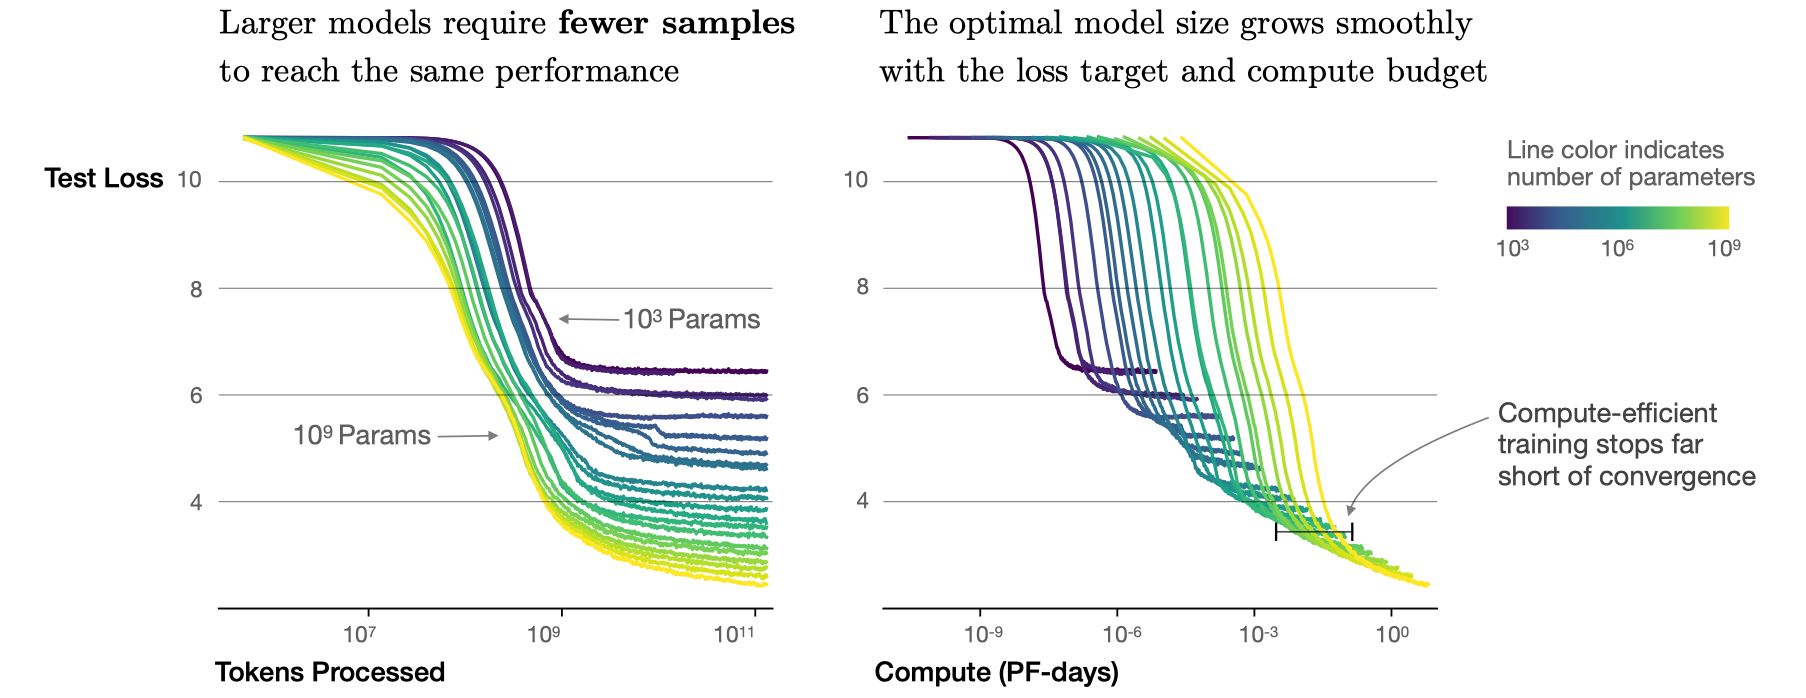 Larger models require fewer samples
to reach the same performance
The optimal model size grows smoothly
with the loss target and compute budget
Test Loss
10
8
6
4
10³ Params
10⁹ Params
10⁷
10⁹
10¹¹
Tokens Processed
10
8
6
4
10⁻⁹
10⁻⁶
10⁻³
10⁰
Compute (PF-days)
Line color indicates
number of parameters
10³
10⁶
10⁹
Compute-efficient
training stops far
short of convergence